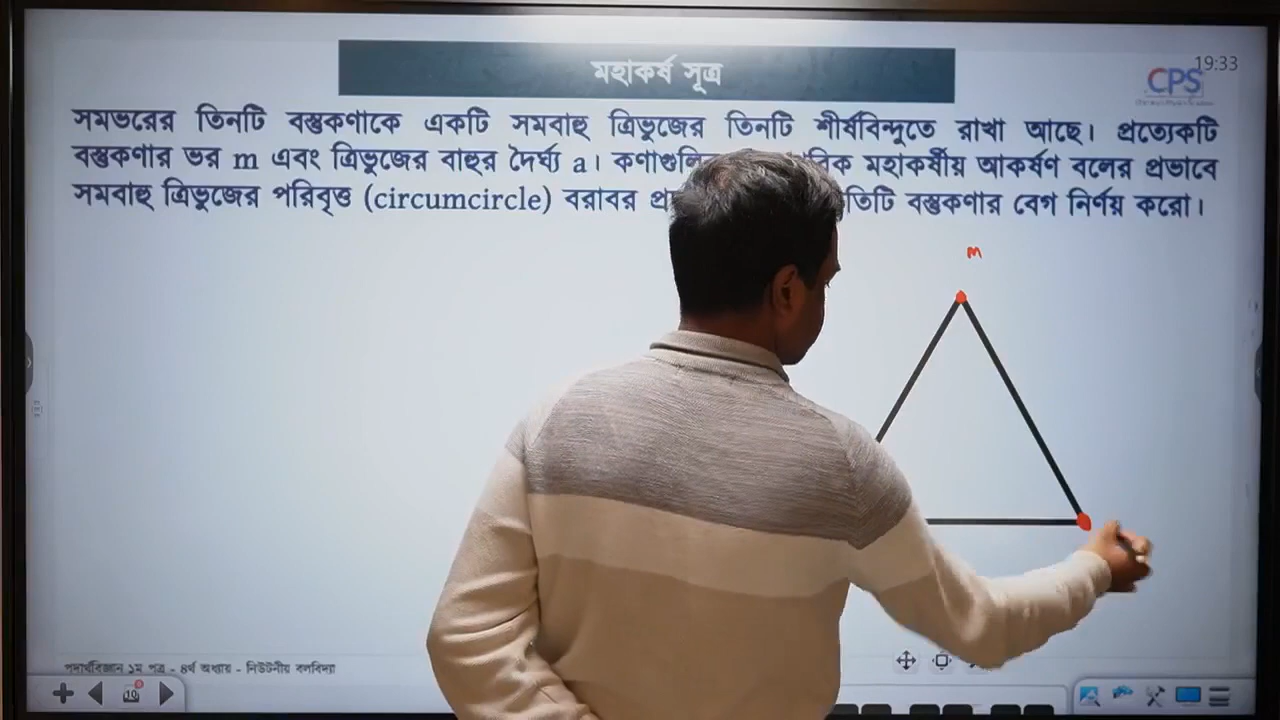 মহাকর্ষ সূত্র
19:33
CPS
সমভরের তিনটি বস্তুকণাকে একটি সমবাহু ত্রিভুজের তিনটি শীর্ষবিন্দুতে রাখা আছে। প্রত্যেকটি
বস্তুকণার ভর m এবং ত্রিভুজের বাহুর দৈর্ঘ্য a। মহাকর্ষীয় আকর্ষণ বলের প্রভাবে
সমবাহু ত্রিভুজের পরিবৃত্ত (circumcircle) বরাবর বস্তুকণার বেগ নির্ণয় করো।
m
পদার্থবিজ্ঞান ১ম পত্র - ৪র্থ অধ্যায় - নিউটনীয় বলবিদ্যা
10